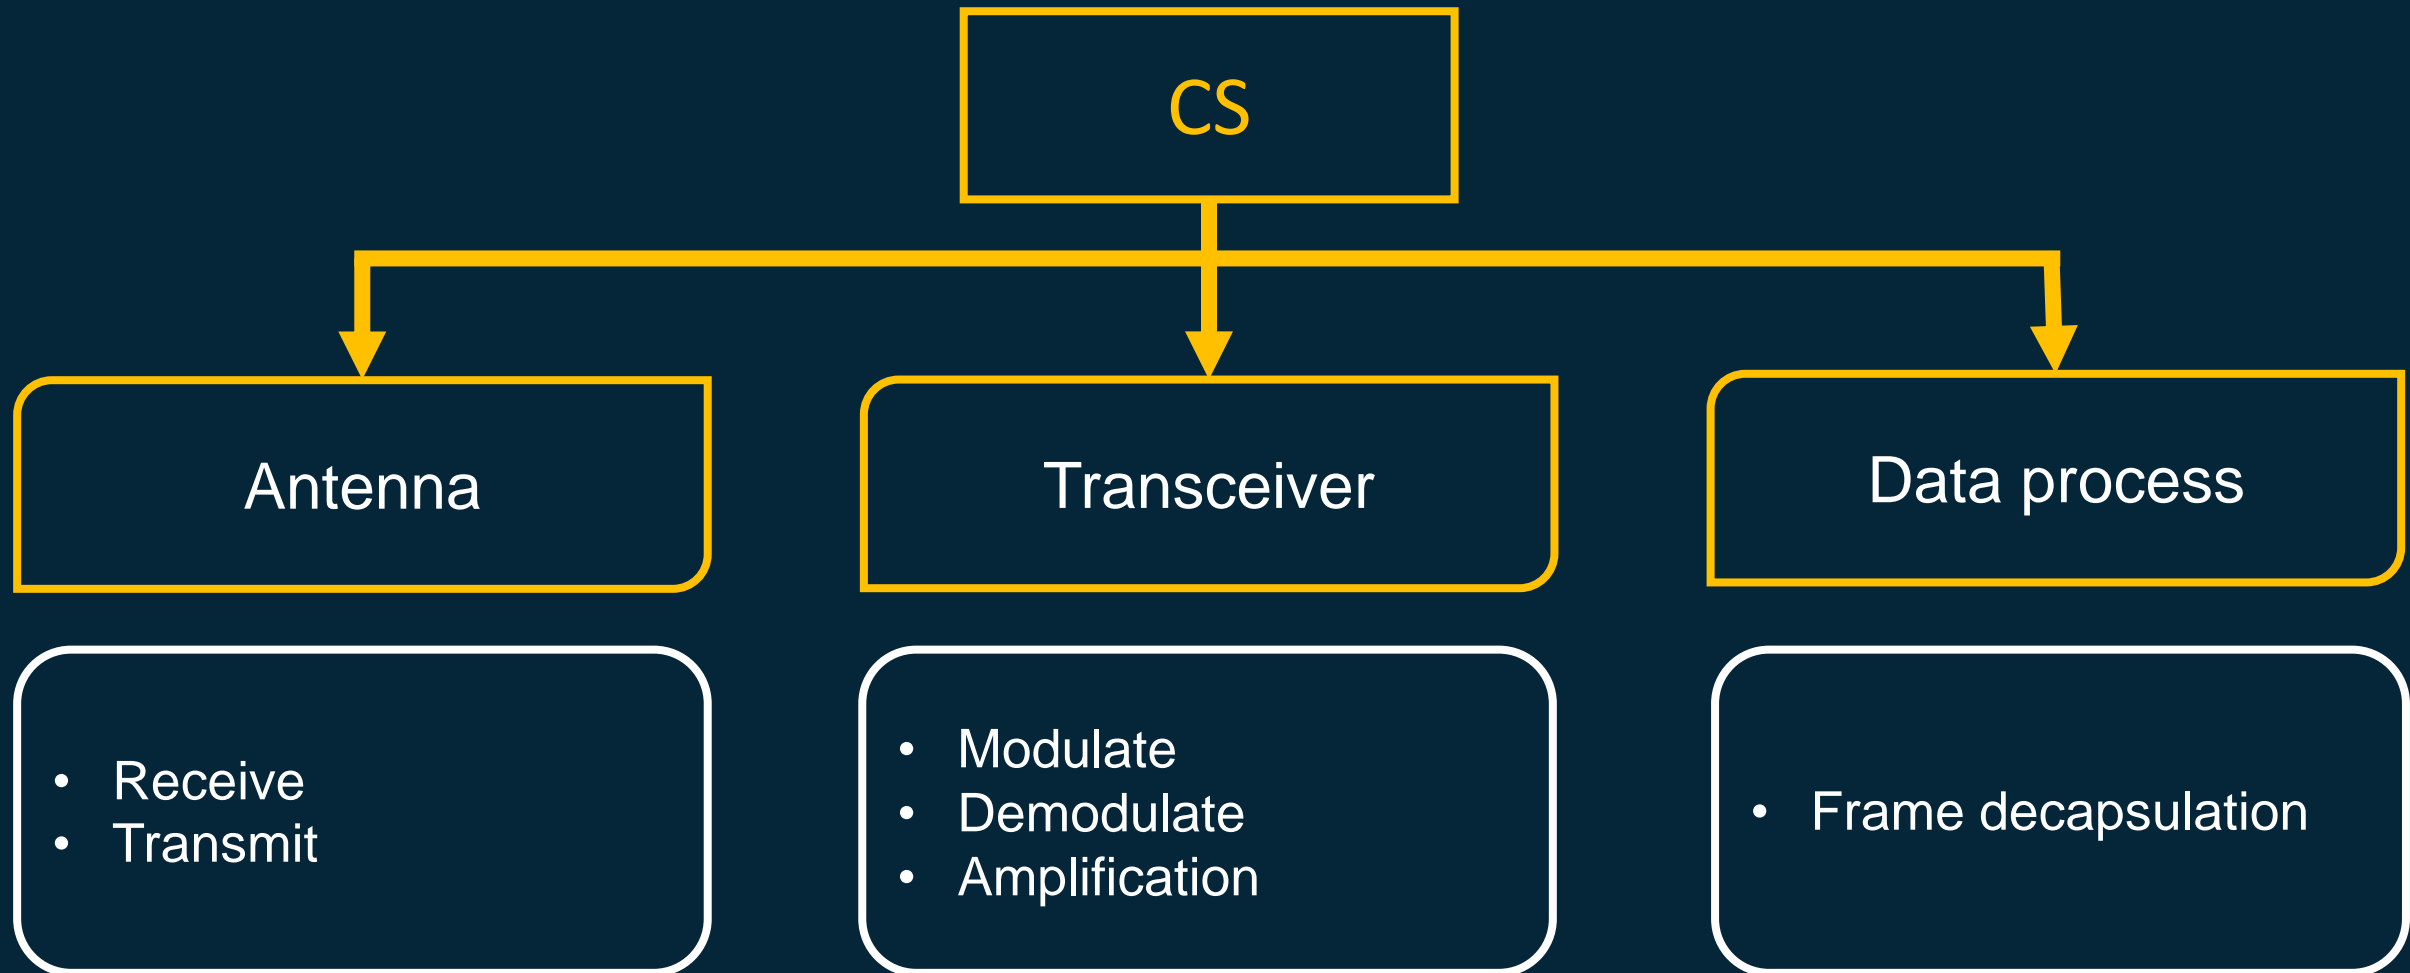 CS
Antenna
Transceiver
Data process
• Receive
• Transmit
• Modulate
• Demodulate
• Amplification
• Frame decapsulation